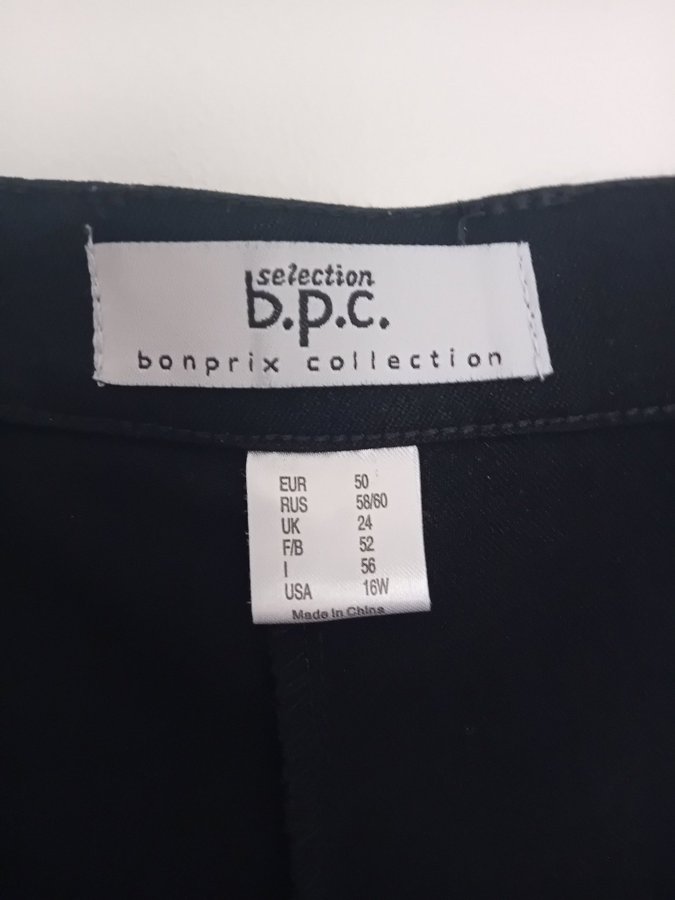 selection
b.p.c.
bonprix collection
EUR 50
RUS 58/60
UK 24
F/B 52
I 56
USA 16W
Made In China